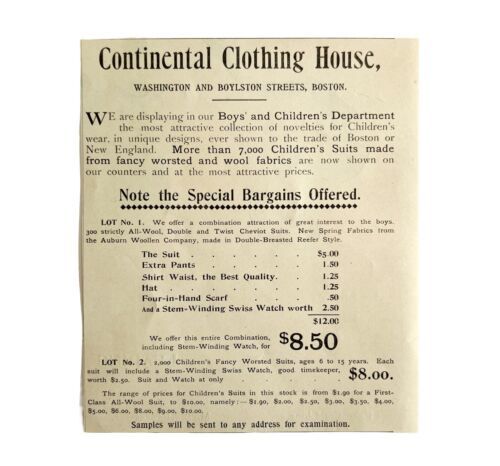 Continental Clothing House,
WASHINGTON AND BOYLSTON STREETS, BOSTON.
WE are displaying in our Boys' and Children's Department
the most attractive collection of novelties for Children's
wear, in unique designs, ever shown to the trade of Boston or
New England. More than 7,000 Children's Suits made
from fancy worsted and wool fabrics are now shown on
our counters and at the most attractive prices.
Note the Special Bargains Offered.
LOT No. 1. We offer a combination attraction of great interest to the boys.
300 strictly All-Wool, Double and Twist Cheviot Suits. New Spring Fabrics from
the Auburn Woollen Company, made in Double-Breasted Reefer Style.
The Suit . . . . . . $5.00
Extra Pants . . . . . 1.50
Shirt Waist, the Best Quality. . 1.25
Hat . . . . . . . 1.25
Four-in-Hand Scarf . . . .50
And a Stem-Winding Swiss Watch worth 2.50
$12.00
We offer this entire Combination,
including Stem-Winding Watch, for $8.50
LOT No. 2. 2,000 Children's Fancy Worsted Suits, ages 6 to 15 years. Each
suit will include a Stem-Winding Swiss Watch, good timekeeper,
worth $2.50. Suit and Watch at only . . . . $8.00.
The range of prices for Children's Suits in this stock is from $1.90 for a First-
Class All-Wool Suit, to $10.00, namely:—$1.90, $2.00, $2.50, $3.00, $3.50, $4.00,
$5.00, $6.00, $8.00, $9.00, $10.00.
Samples will be sent to any address for examination.